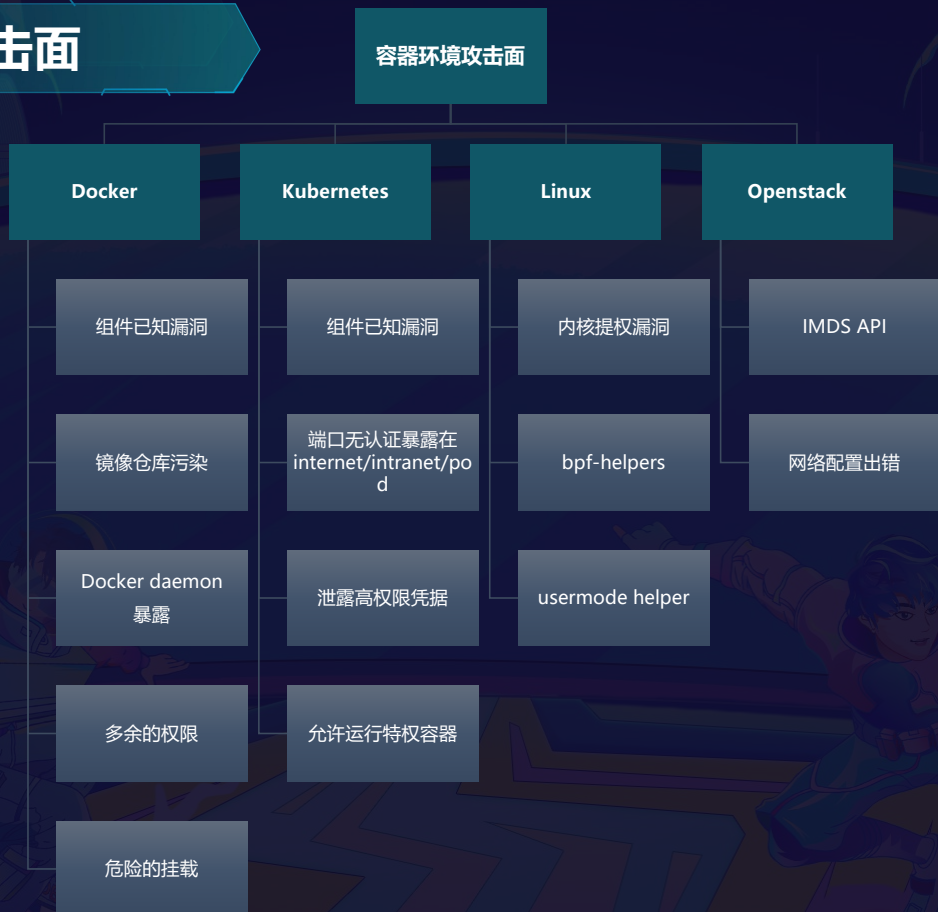 击面
容器环境攻击面
Docker
Kubernetes
Linux
Openstack
组件已知漏洞
组件已知漏洞
内核提权漏洞
IMDS API
镜像仓库污染
端口无认证暴露在
internet/intranet/po
d
bpf-helpers
网络配置出错
Docker daemon
暴露
泄露高权限凭据
usermode helper
多余的权限
允许运行特权容器
危险的挂载